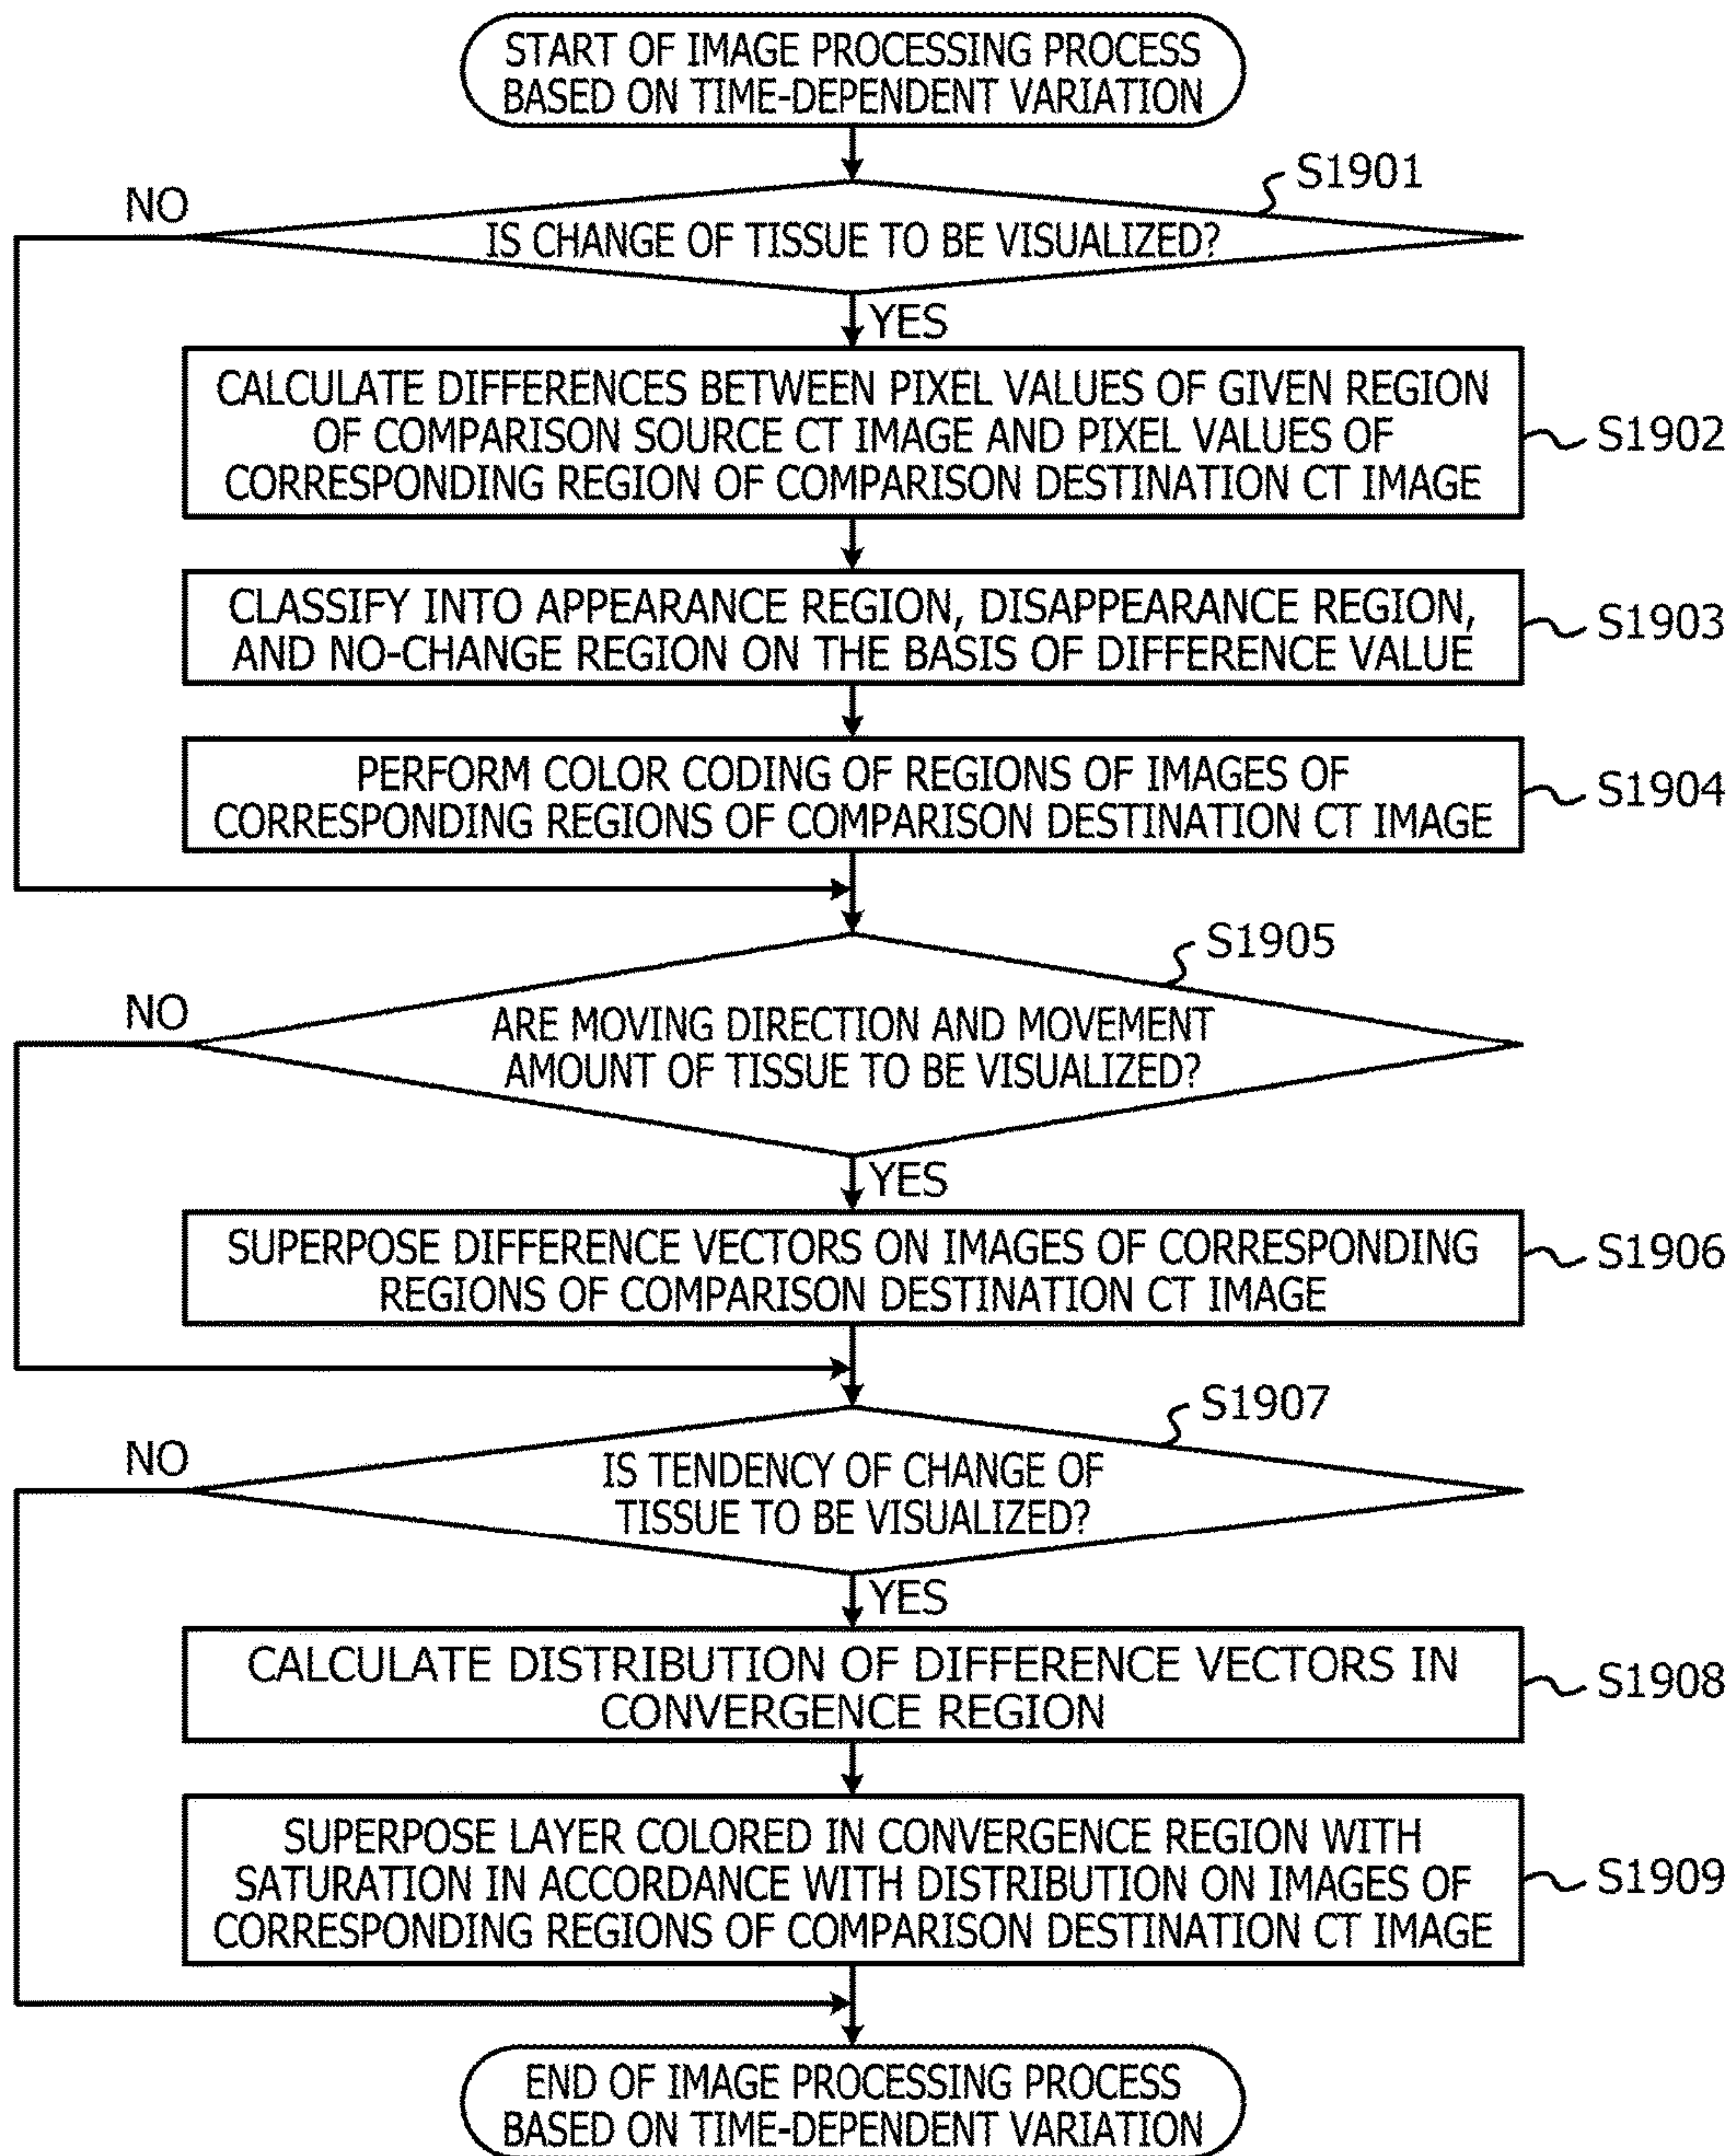 START OF IMAGE PROCESSING PROCESS
BASED ON TIME-DEPENDENT VARIATION
S1901
NO
IS CHANGE OF TISSUE TO BE VISUALIZED?
YES
CALCULATE DIFFERENCES BETWEEN PIXEL VALUES OF GIVEN REGION
OF COMPARISON SOURCE CT IMAGE AND PIXEL VALUES OF
CORRESPONDING REGION OF COMPARISON DESTINATION CT IMAGE
S1902
CLASSIFY INTO APPEARANCE REGION, DISAPPEARANCE REGION,
AND NO-CHANGE REGION ON THE BASIS OF DIFFERENCE VALUE
S1903
PERFORM COLOR CODING OF REGIONS OF IMAGES OF
CORRESPONDING REGIONS OF COMPARISON DESTINATION CT IMAGE
S1904
S1905
NO
ARE MOVING DIRECTION AND MOVEMENT
AMOUNT OF TISSUE TO BE VISUALIZED?
YES
SUPERPOSE DIFFERENCE VECTORS ON IMAGES OF CORRESPONDING
REGIONS OF COMPARISON DESTINATION CT IMAGE
S1906
S1907
NO
IS TENDENCY OF CHANGE OF
TISSUE TO BE VISUALIZED?
YES
CALCULATE DISTRIBUTION OF DIFFERENCE VECTORS IN
CONVERGENCE REGION
S1908
SUPERPOSE LAYER COLORED IN CONVERGENCE REGION WITH
SATURATION IN ACCORDANCE WITH DISTRIBUTION ON IMAGES OF
CORRESPONDING REGIONS OF COMPARISON DESTINATION CT IMAGE
S1909
END OF IMAGE PROCESSING PROCESS
BASED ON TIME-DEPENDENT VARIATION